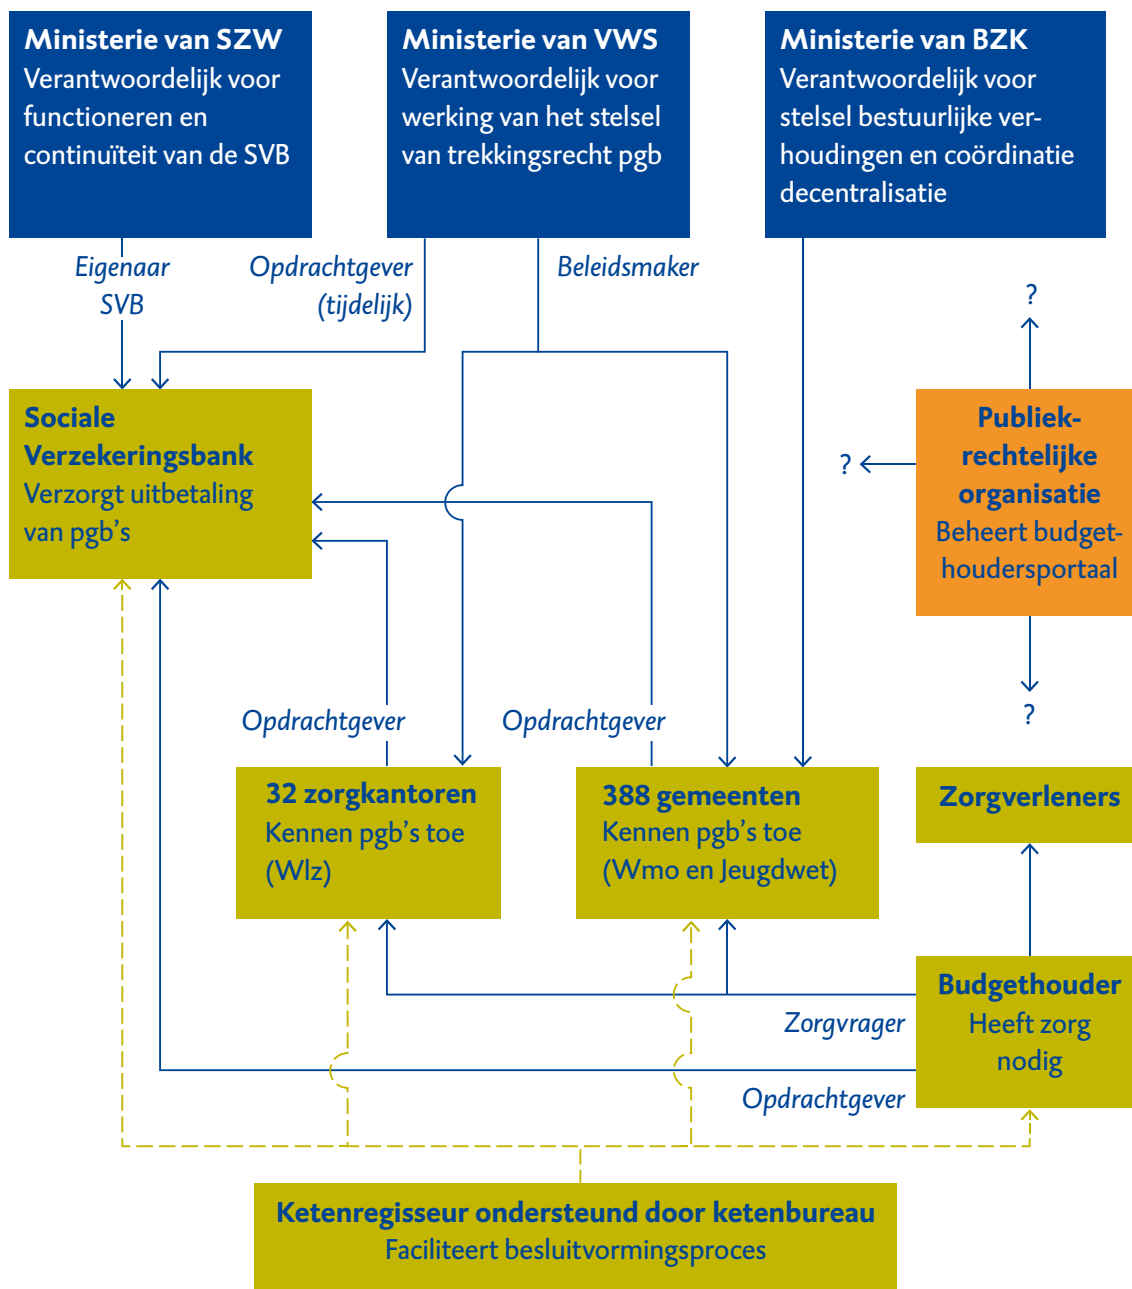 Ministerie van SZW
Verantwoordelijk voor
functioneren en
continuïteit van de SVB
Ministerie van VWS
Verantwoordelijk voor
werking van het stelsel
van trekkingsrecht pgb
Ministerie van BZK
Verantwoordelijk voor
stelsel bestuurlijke ver-
houdingen en coördinatie
decentralisatie
Eigenaar
SVB
Opdrachtgever
(tijdelijk)
Beleidsmaker
?
Sociale
Verzekeringsbank
Verzorgt uitbetaling
van pgb's
?
Publiek-
rechtelijke
organisatie
Beheert budget-
houdersportaal
?
Opdrachtgever
Opdrachtgever
32 zorgkantoren
Kennen pgb's toe
(Wlz)
388 gemeenten
Kennen pgb's toe
(Wmo en Jeugdwet)
Zorgverleners
Budgethouder
Heeft zorg
nodig
Zorgvrager
Opdrachtgever
Ketenregisseur ondersteund door ketenbureau
Faciliteert besluitvormingsproces